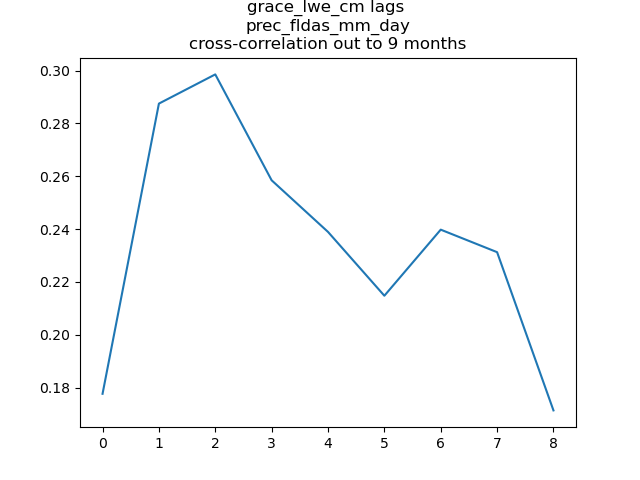 grace_lwe_cm lags
prec_fldas_mm_day
cross-correlation out to 9 months
0.30
0.28
0.26
0.24
0.22
0.20
0.18
0 1 2 3 4 5 6 7 8